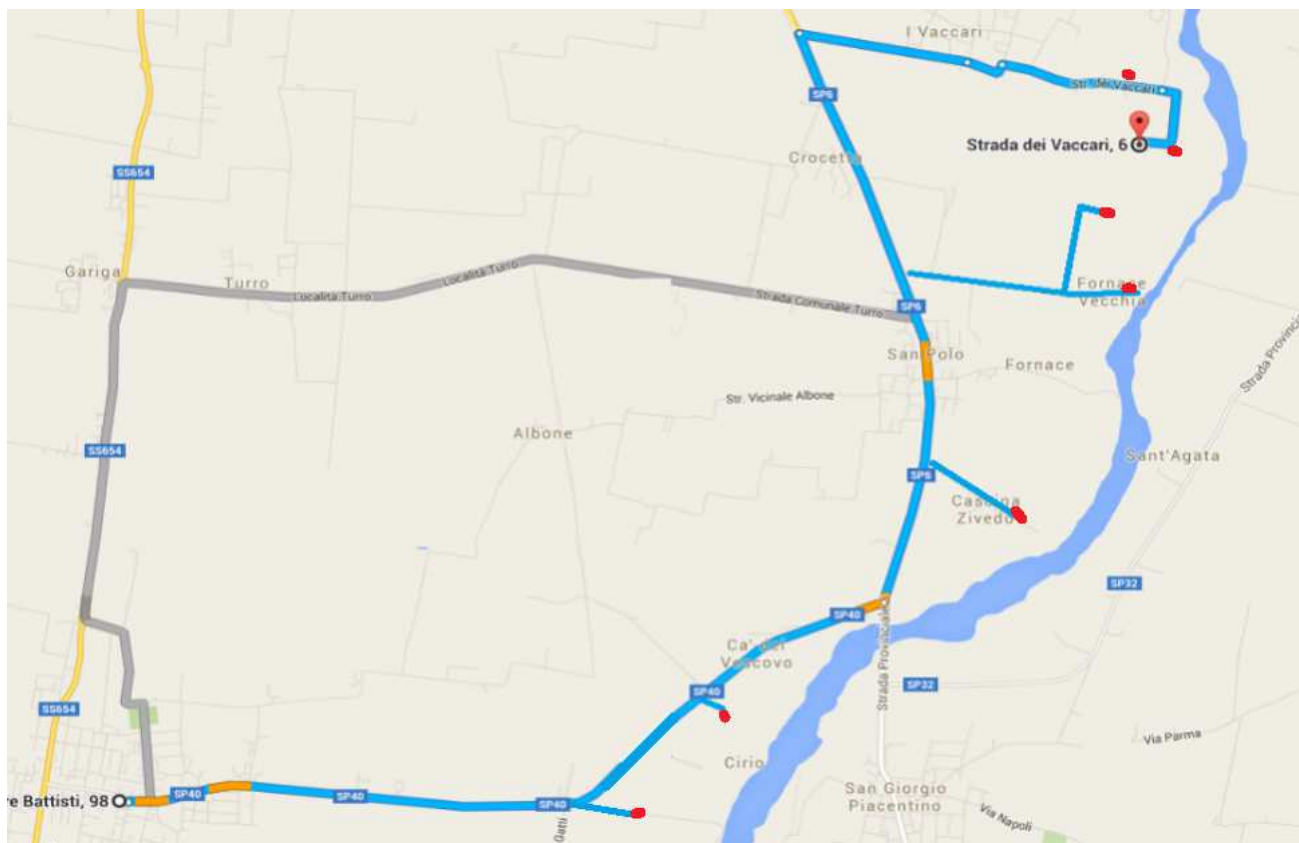 I Vaccari
SP6
Str. dei Vaccari
Strada dei Vaccari, 6
Crocetta
SS654
Gariga
Turro
Località Turro
Località Turro
Strada Comunale Turro
SP6
Fornace
Vecchia
San Polo
Fornace
Strada Provincia
Str. Vicinale Albone
Albone
SS654
Sant'Agata
SP6
Cascina
Zivedo
SP32
SP40
Ca' del
Vescovo
Strada Provinciale
SP40
SP32
SS654
Via Parma
Cirio
re Battisti, 98
SP40
SP40
SP40
San Giorgio
Piacentino
Gatti
Via Napoli